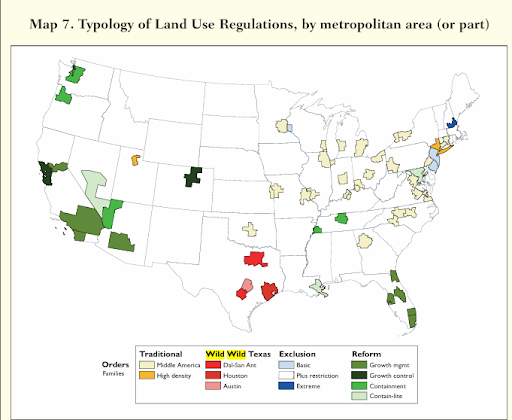 Map 7. Typology of Land Use Regulations, by metropolitan area (or part)
Orders
Families
Traditional
Middle America
High density
Wild Wild Texas
Dal-San Ant
Houston
Austin
Exclusion
Basic
Plus restriction
Extreme
Reform
Growth mgmt
Growth control
Containment
Contain-lite